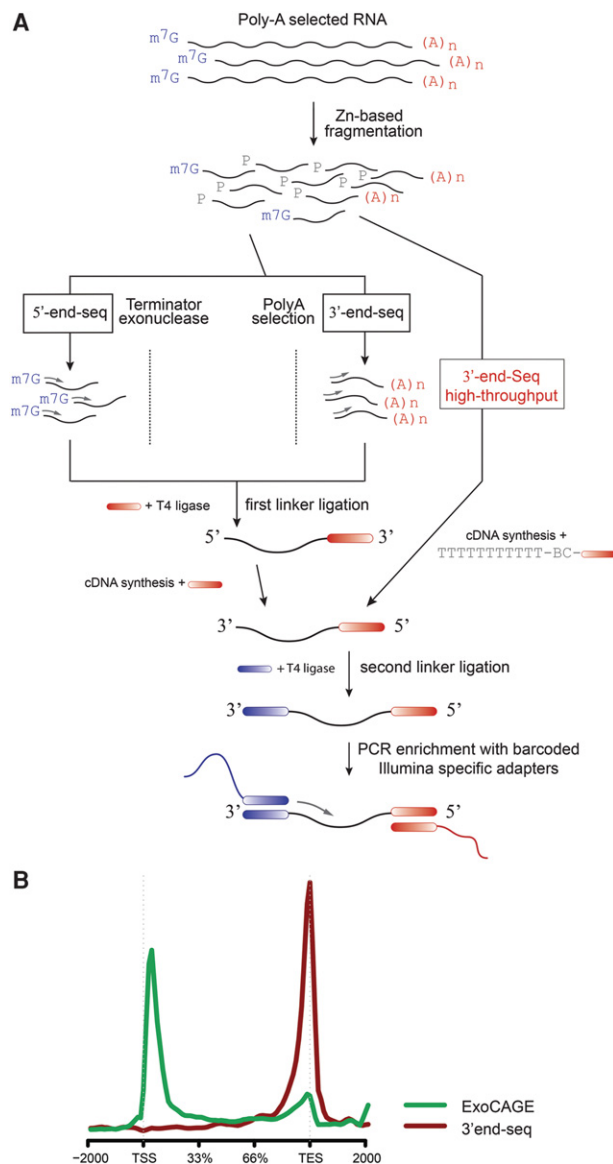 A
Poly-A selected RNA
m⁷G
(A)n
m⁷G
(A)n
m⁷G
(A)n
Zn-based
fragmentation
P
P
m7G
P
P
P
(A)n
P
P
(A)n
m7G
5'-end-seq
Terminator
exonuclease
PolyA
selection
3'-end-seq
m7G
m7G
m7G
(A)n
(A)n
(A)n
3'-end-Seq
high-throughput
+ T4 ligase
first linker ligation
5'
3'
cDNA synthesis +
cDNA synthesis +
TTTTTTTTTTT-BC-
3'
5'
+T4 ligase
second linker ligation
3'
5'
PCR enrichment with barcoded
Illumina specific adapters
3'
5'
B
ExoCAGE
3'end-seq
−2000
TSS
33%
66%
TES
2000